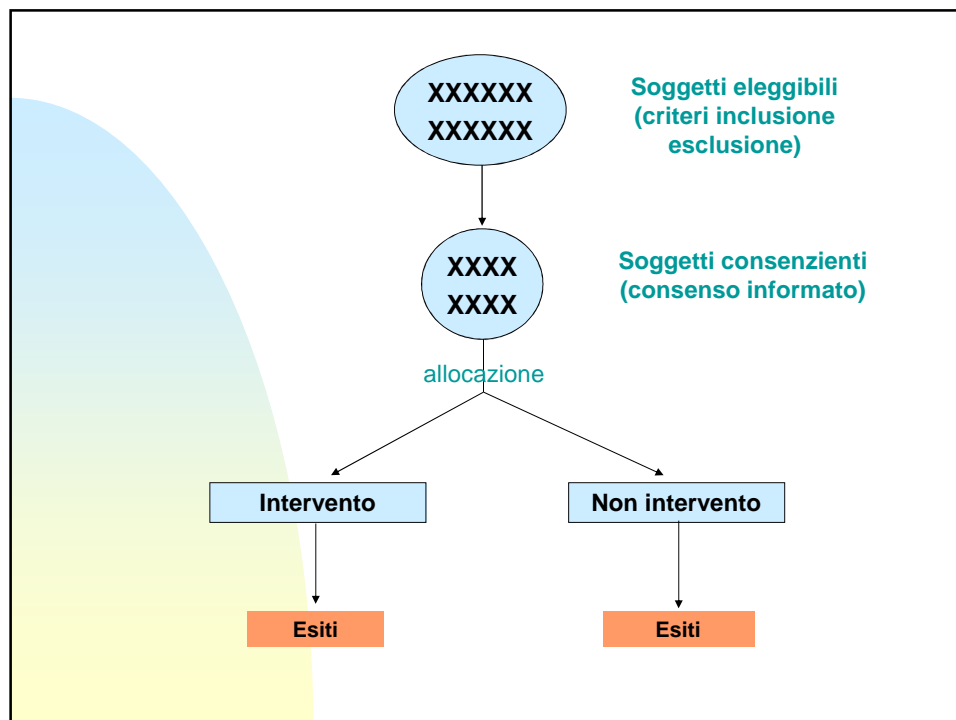 XXXXXX
XXXXXX
Soggetti eleggibili
(criteri inclusione
esclusione)
XXXX
XXXX
Soggetti consenzienti
(consenso informato)
allocazione
Intervento
Non intervento
Esiti
Esiti